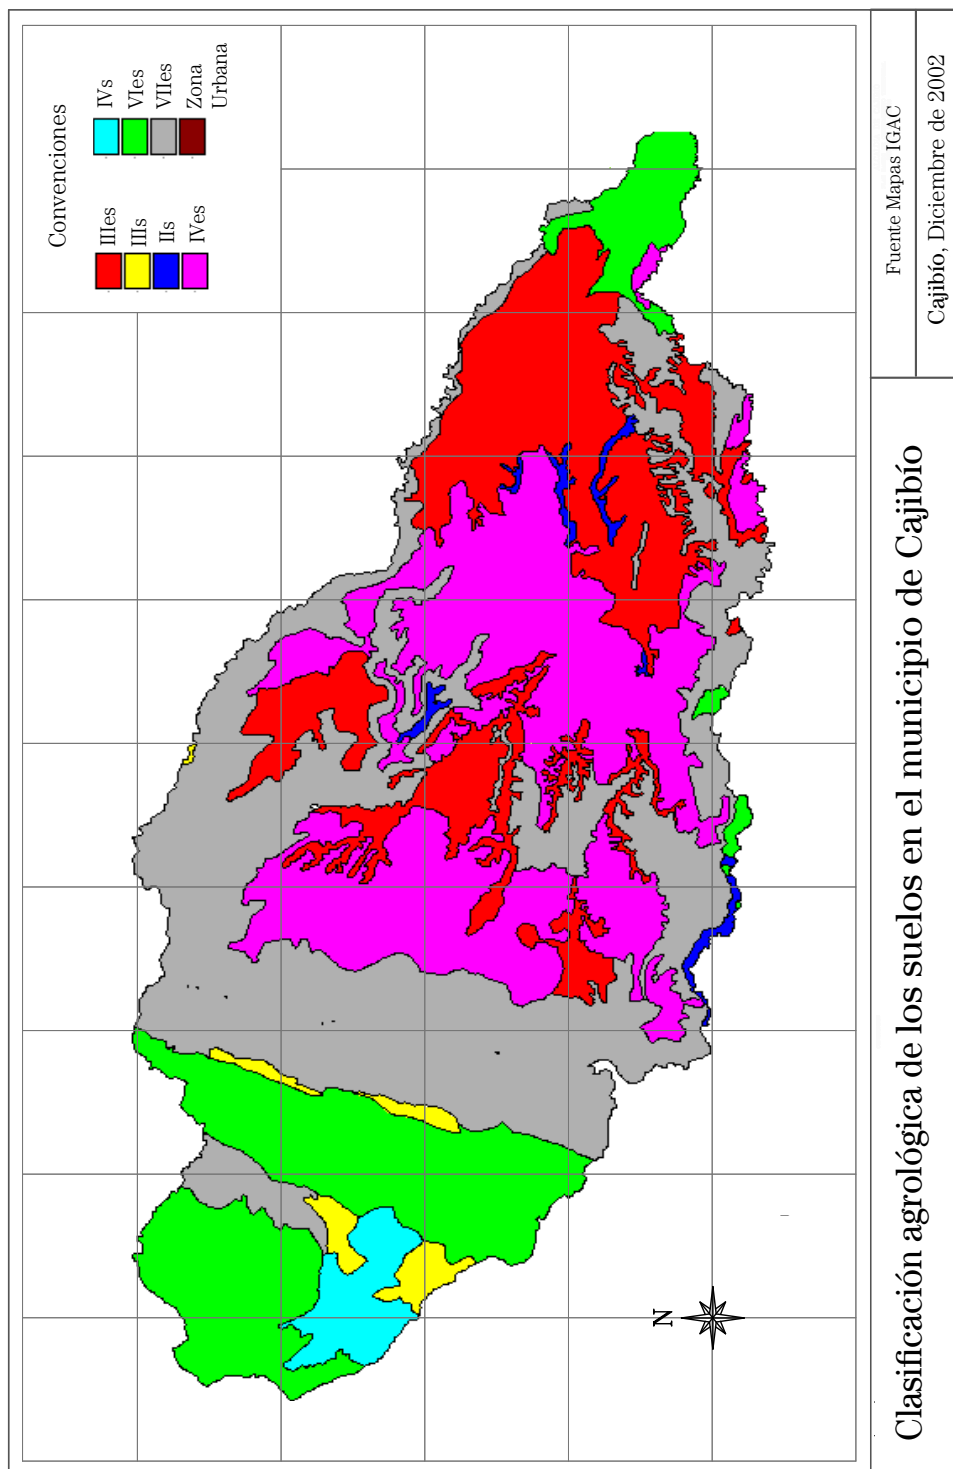 Convenciones
IIIes
IIIs
IIs
IVes
IVs
VIes
VIIes
Zona
Urbana
N
Clasificación agrológica de los suelos en el municipio de Cajibío
Fuente Mapas IGAC
Cajibío, Diciembre de 2002